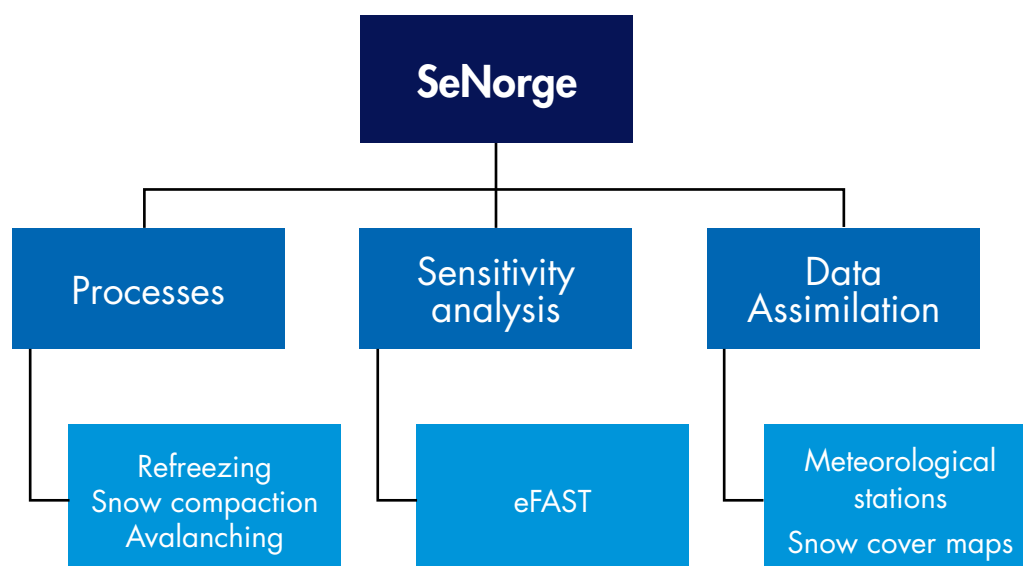 SeNorge
Processes
Sensitivity
analysis
Data
Assimilation
Refreezing
Snow compaction
Avalanching
eFAST
Meteorological
stations
Snow cover maps